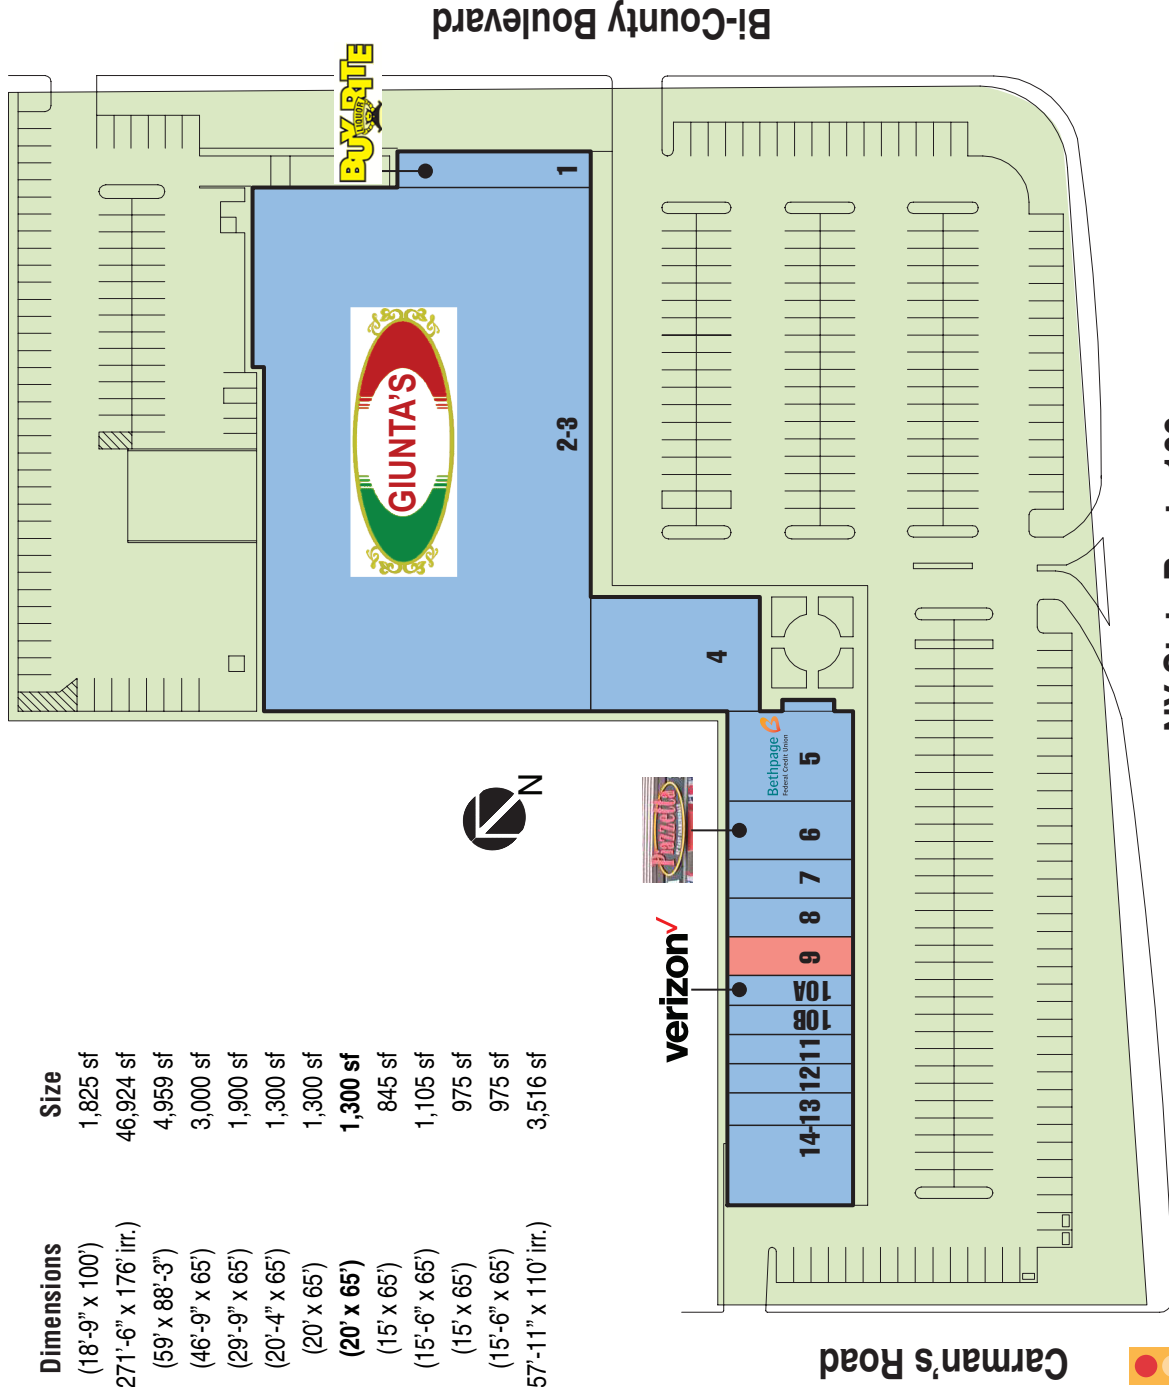 Bi-County Boulevard
BUY RITE
LIQUOR
1
GIUNTA'S
2-3
4
Bethpage
Federal Credit Union
5
Piazzetta
6
7
8
verizon
9
10A
10B
11
12
14-13
N
Dimensions Size
(18'-9" x 100') 1,825 sf
271'-6" x 176' irr.) 46,924 sf
(59' x 88'-3") 4,959 sf
(46'-9" x 65') 3,000 sf
(29'-9" x 65') 1,900 sf
(20'-4" x 65') 1,300 sf
(20' x 65') 1,300 sf
(20' x 65') 1,300 sf
(15' x 65') 845 sf
(15'-6" x 65') 1,105 sf
(15' x 65') 975 sf
(15'-6" x 65') 975 sf
57'-11" x 110' irr.) 3,516 sf
Carman's Road